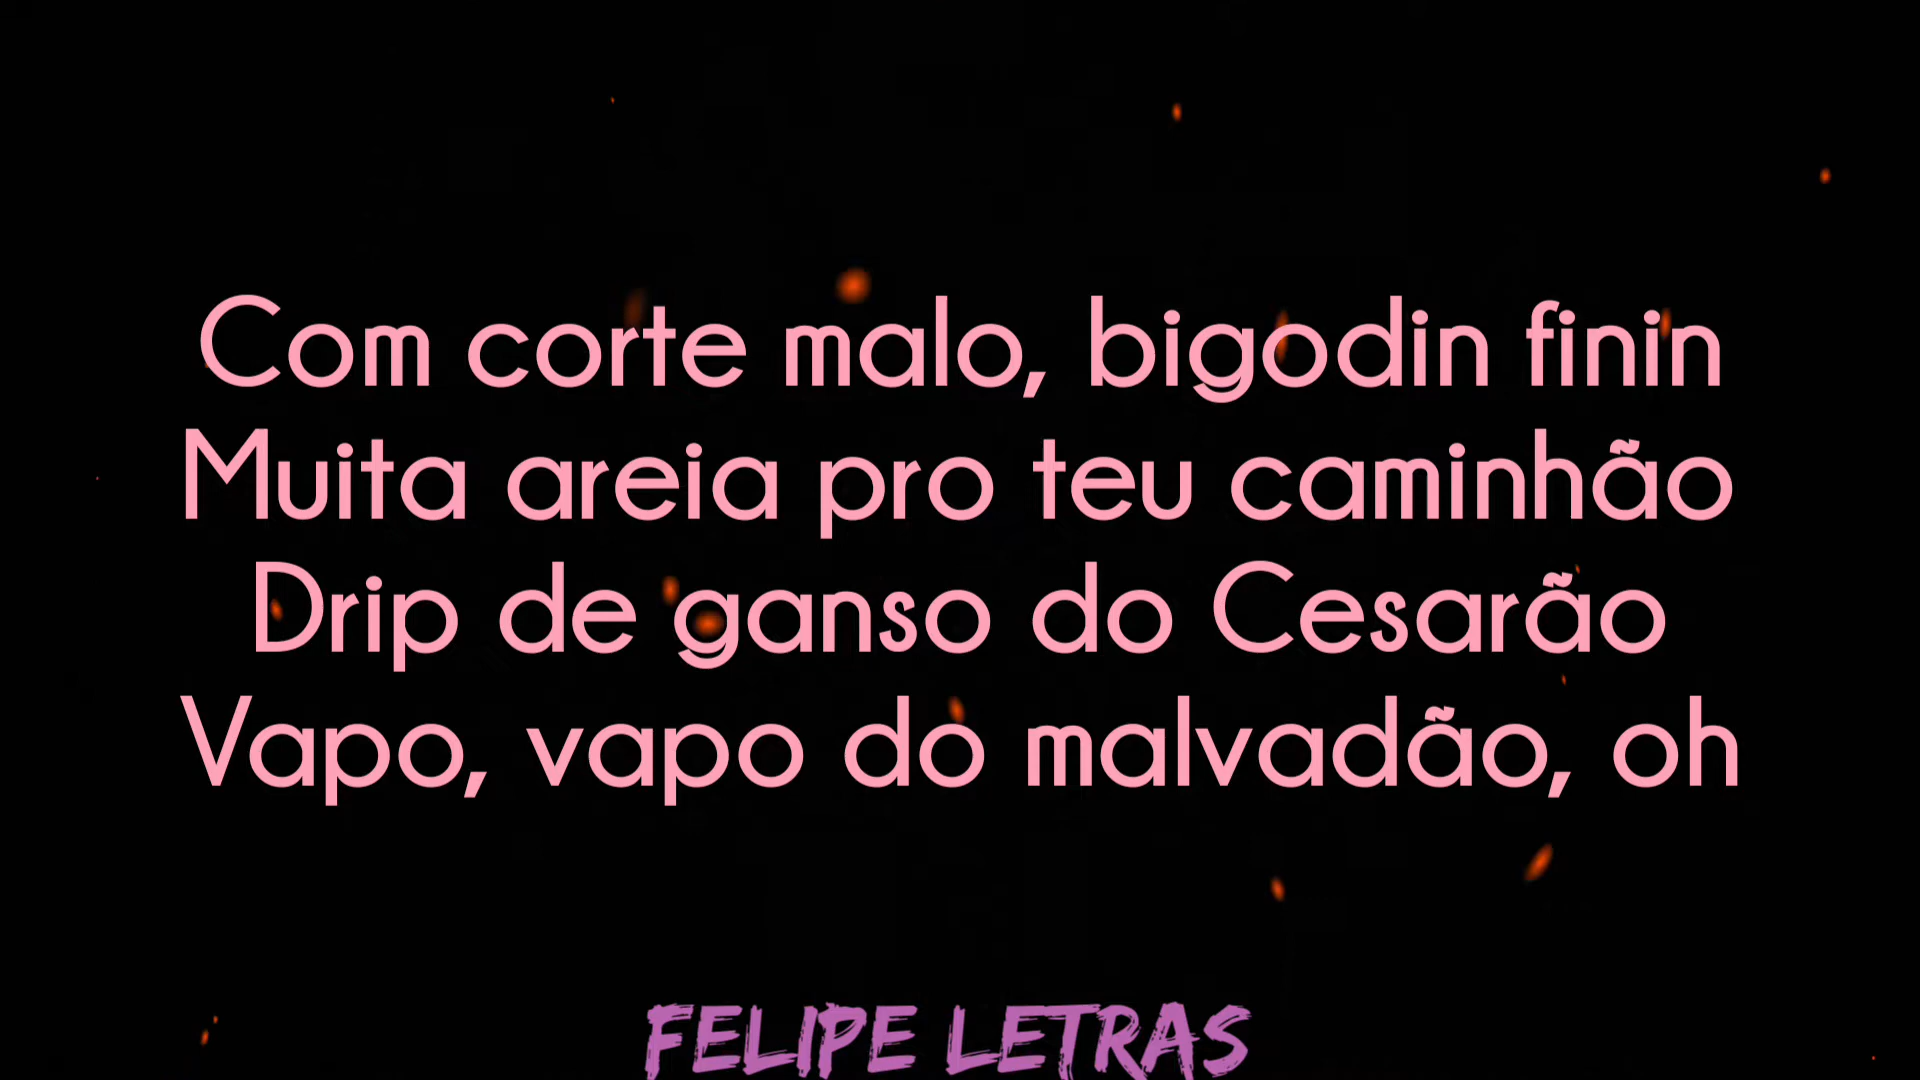 Com corte malo, bigodin finin
Muita areia pro teu caminhão
Drip de ganso do Cesarão
Vapo, vapo do malvadão, oh
FELIPE LETRAS